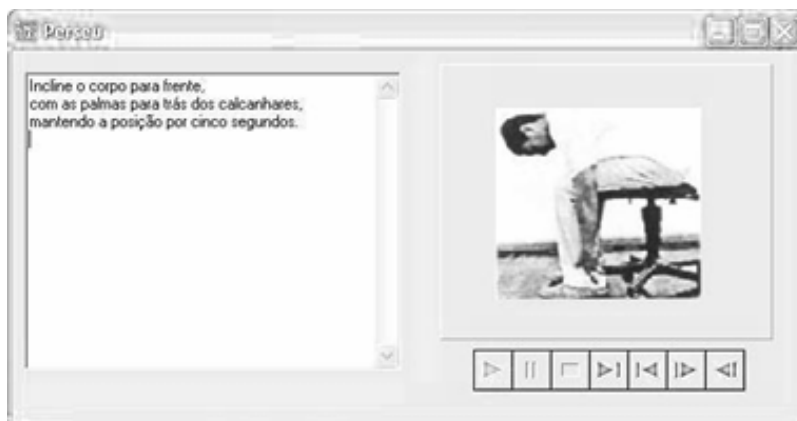 Perseu
Incline o corpo para frente,
com as palmas para trás dos calcanhares,
mantendo a posição por cinco segundos.